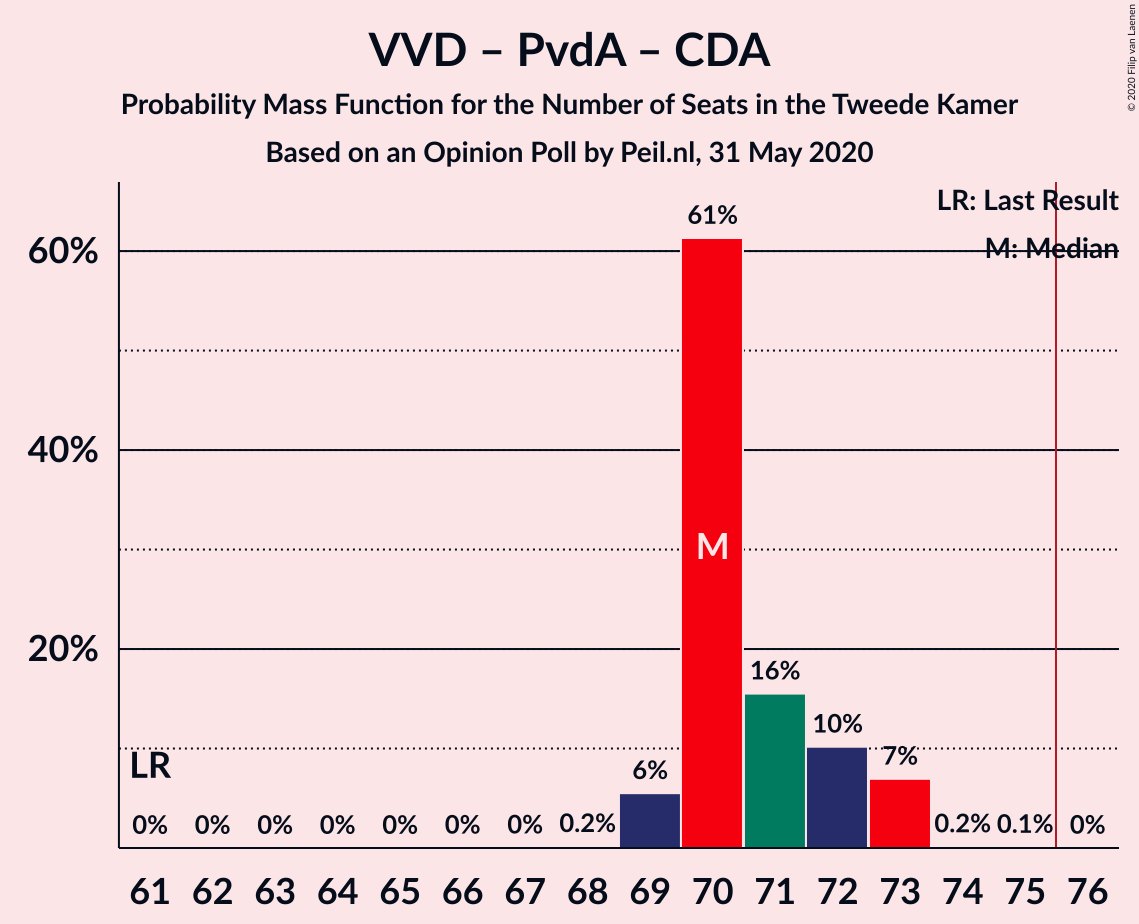 VVD – PvdA – CDA
Probability Mass Function for the Number of Seats in the Tweede Kamer
Based on an Opinion Poll by Peil.nl, 31 May 2020
© 2020 Filip van Laenen
LR: Last Result
M: Median
60%
40%
20%
61%
M
16%
10%
7%
6%
LR
0% 0% 0% 0% 0% 0% 0% 0.2% 0.2% 0.1% 0%
61 62 63 64 65 66 67 68 69 70 71 72 73 74 75 76